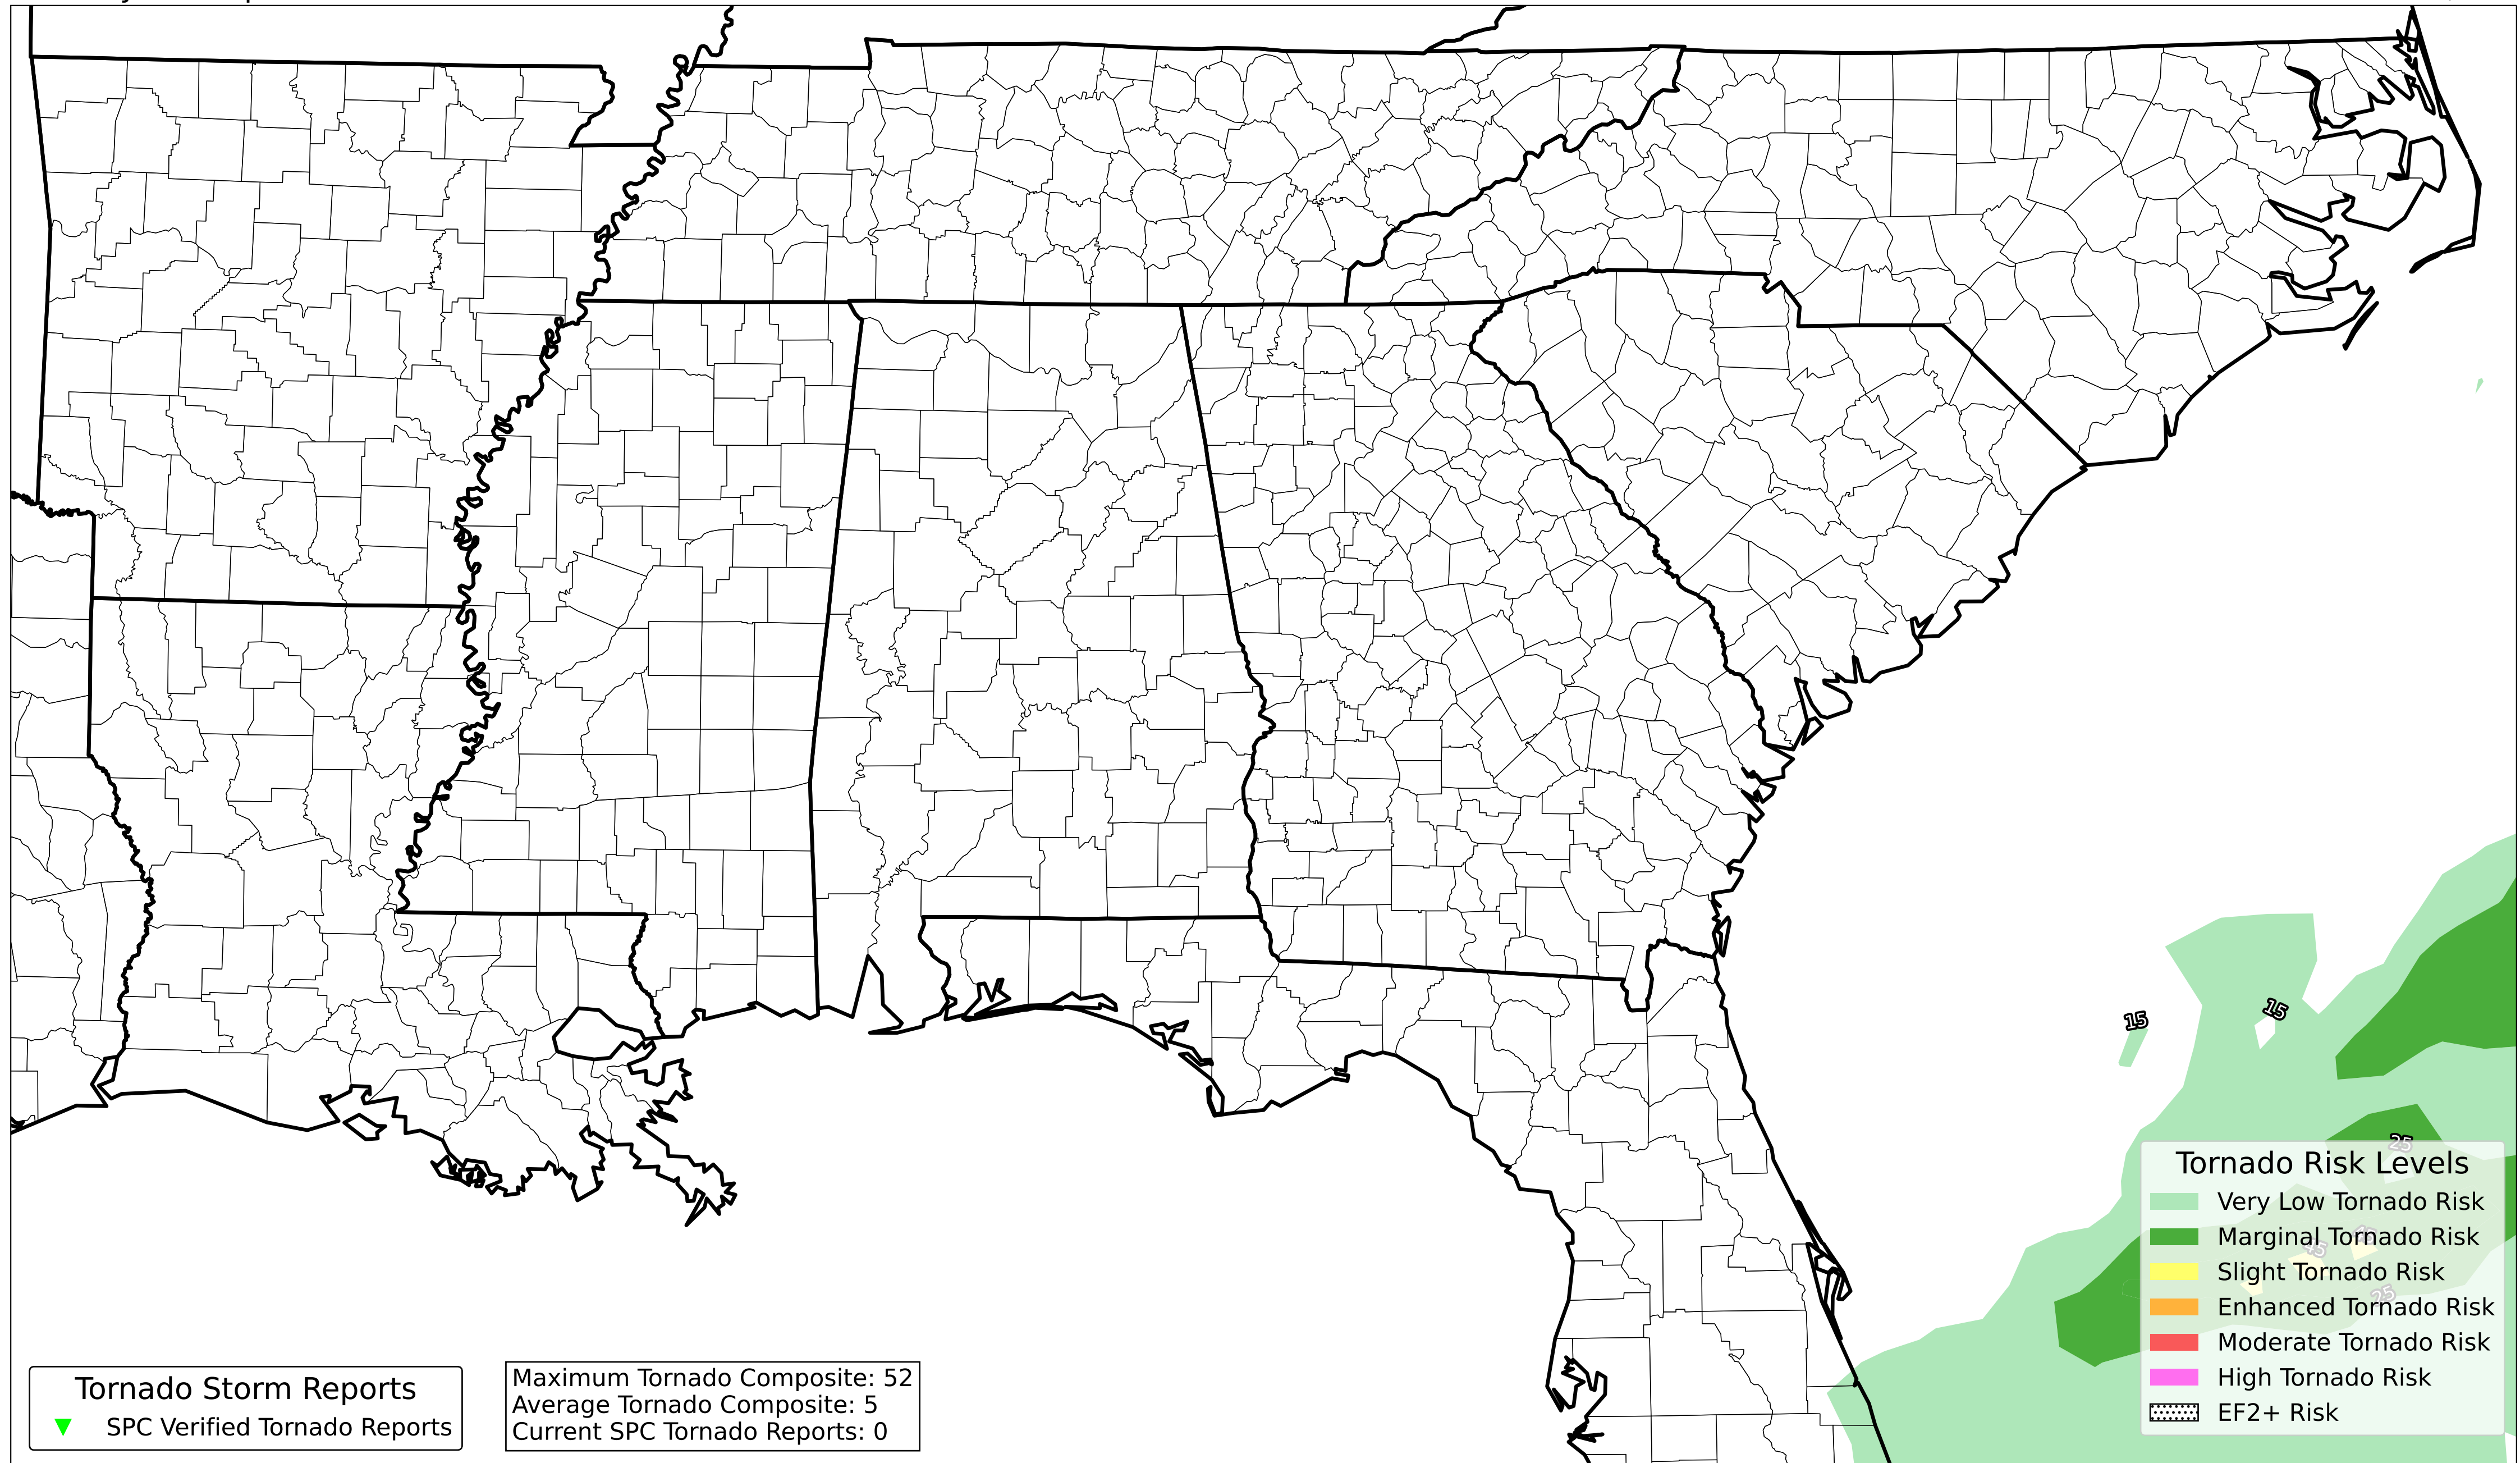 15
15
25
Tornado Risk Levels
Very Low Tornado Risk
Marginal Tornado Risk
45
Slight Tornado Risk
Enhanced Tornado Risk
25
Moderate Tornado Risk
High Tornado Risk
EF2+ Risk
Tornado Storm Reports
SPC Verified Tornado Reports
Maximum Tornado Composite: 52
Average Tornado Composite: 5
Current SPC Tornado Reports: 0